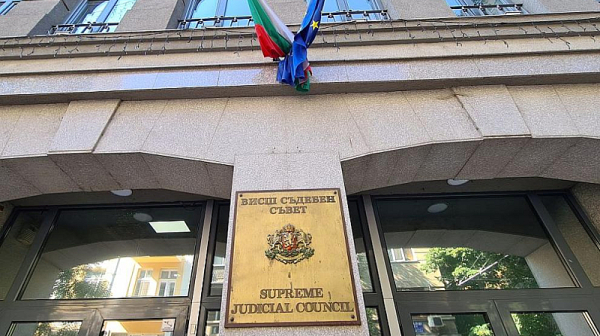 ВИСШ СЪДЕБЕН
СЪВЕТ
SUPREME
JUDICIAL COUNCIL